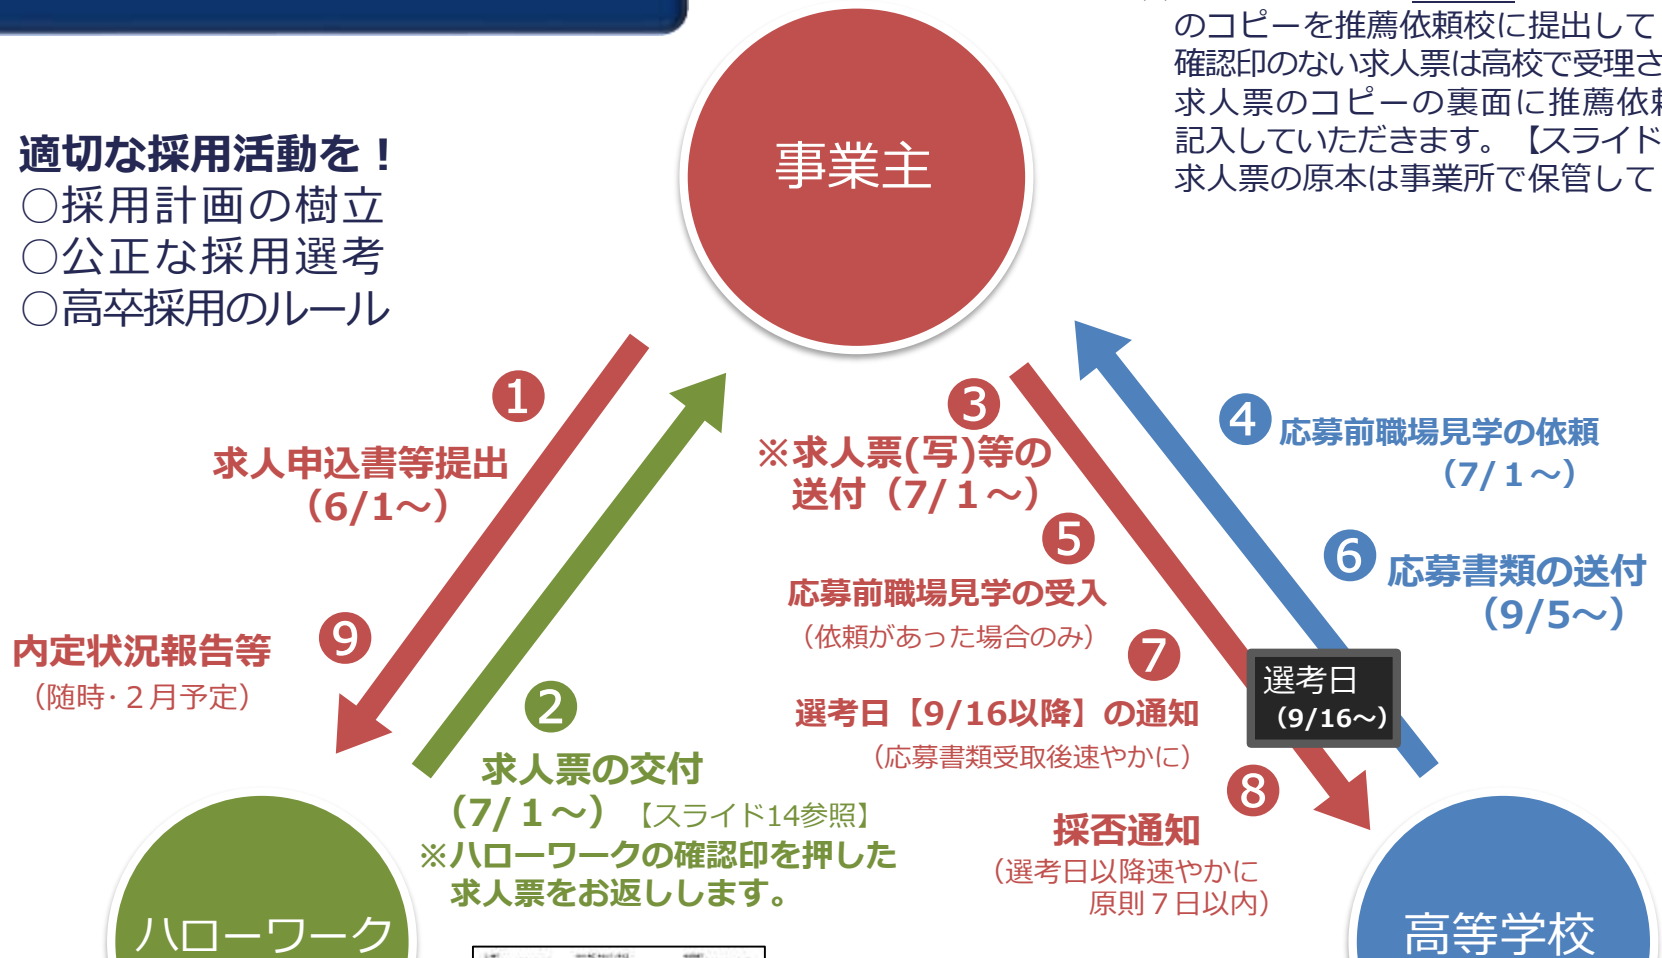 のコピーを推薦依頼校に提出して
確認印のない求人票は高校で受理さ
求人票のコピーの裏面に推薦依頼
記入していただきます。【スライド
求人票の原本は事業所で保管して
適切な採用活動を！
○採用計画の樹立
○公正な採用選考
○高卒採用のルール
事業主
❶
求人申込書等提出
（6/1～）
❸
※求人票(写)等の
送付（7/１～）
❹ 応募前職場見学の依頼
（7/１～）
❺
応募前職場見学の受入
（依頼があった場合のみ）
❻ 応募書類の送付
（9/5～）
❾
内定状況報告等
（随時・２月予定）
❼
選考日【9/16以降】の通知
（応募書類受取後速やかに）
選考日
（9/16～）
❷
求人票の交付
（7/１～）【スライド14参照】
※ハローワークの確認印を押した
求人票をお返しします。
❽
採否通知
（選考日以降速やかに
原則７日以内）
ハローワーク
高等学校